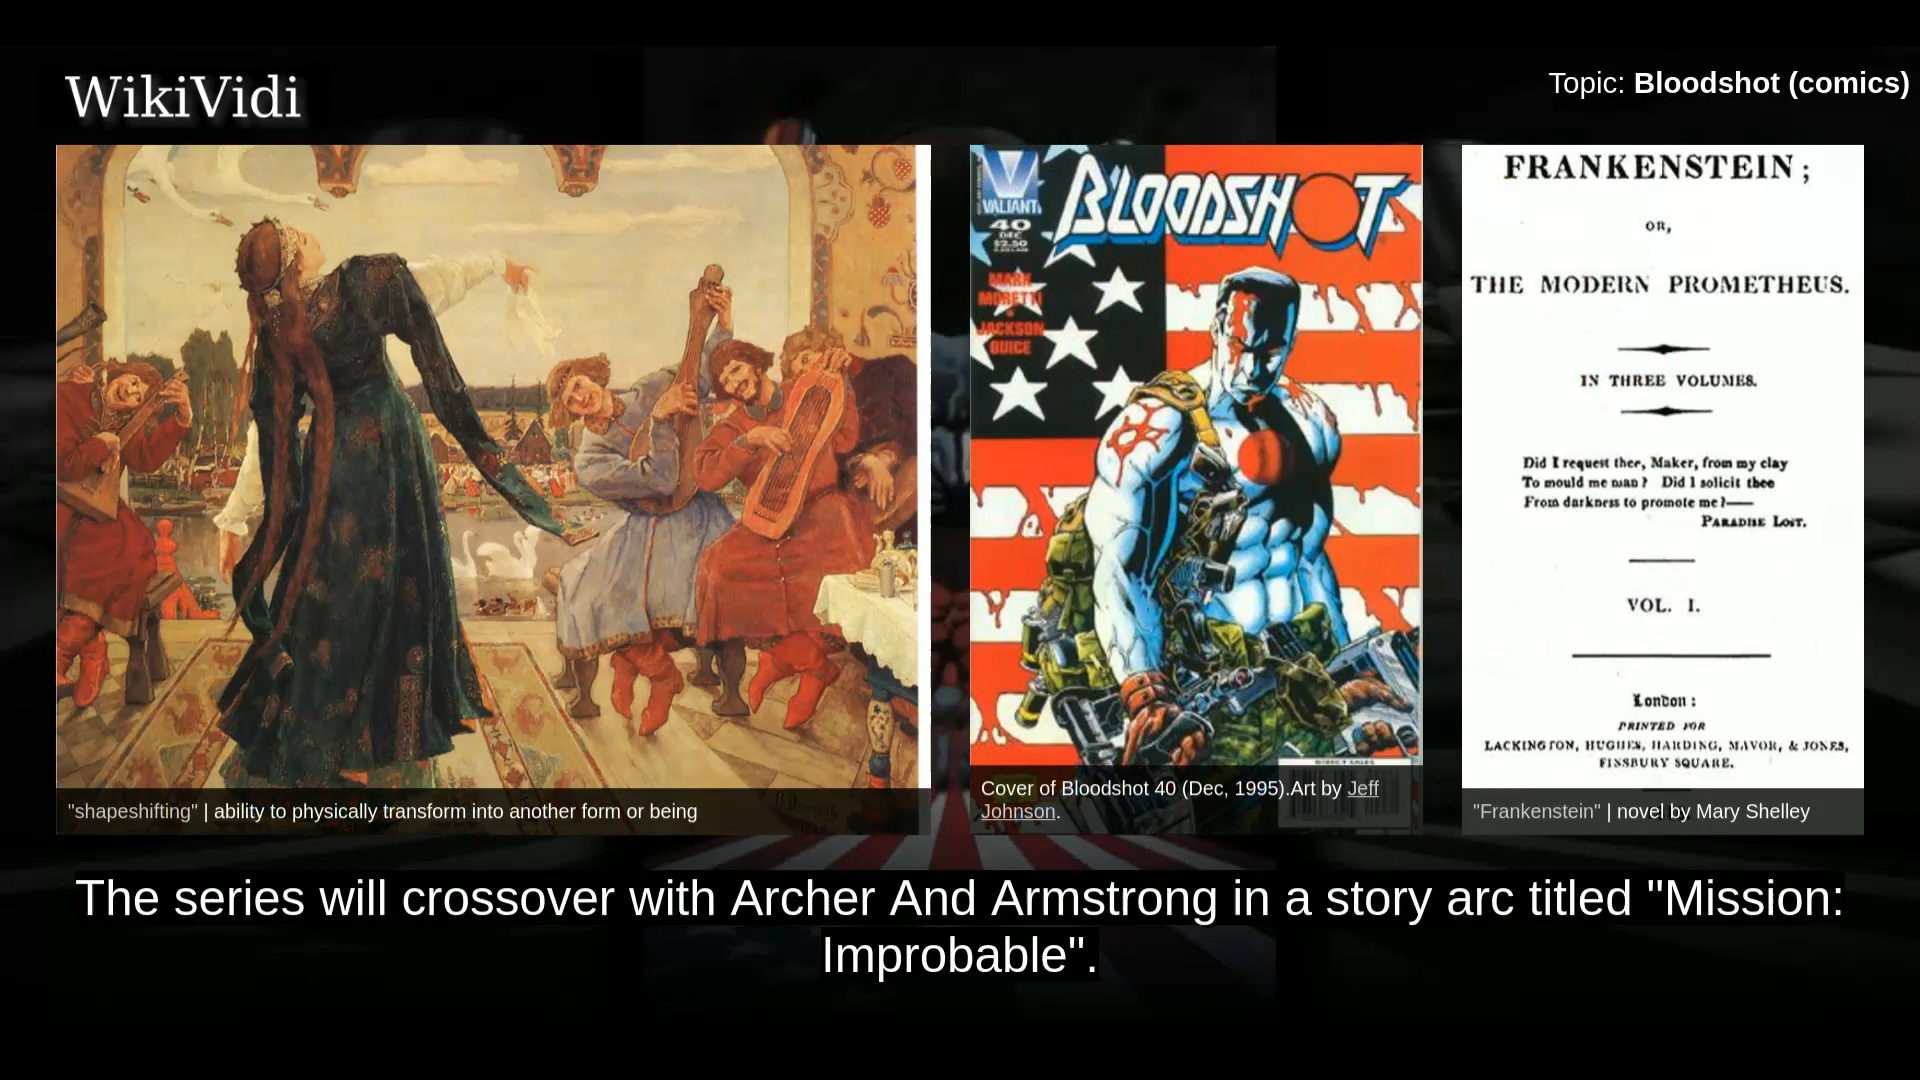 WikiVidi
Topic: Bloodshot (comics)
VALIANT
40
DEC
$2.50
BLOODSHOT
MARK
MORETTI
JACKSON
GUICE
DIRECT SALES
Cover of Bloodshot 40 (Dec, 1995).Art by Jeff
Johnson.
"shapeshifting" | ability to physically transform into another form or being
FRANKENSTEIN;
OR,
THE MODERN PROMETHEUS.
IN THREE VOLUMES.
Did I request thee, Maker, from my clay
To mould me man? Did I solicit thee
From darkness to promote me?—
PARADISE LOST.
VOL. I.
London:
PRINTED FOR
LACKINGTON, HUGHES, HARDING, MAVOR, & JONES,
FINSBURY SQUARE.
"Frankenstein" | novel by Mary Shelley
The series will crossover with Archer And Armstrong in a story arc titled "Mission:
Improbable".